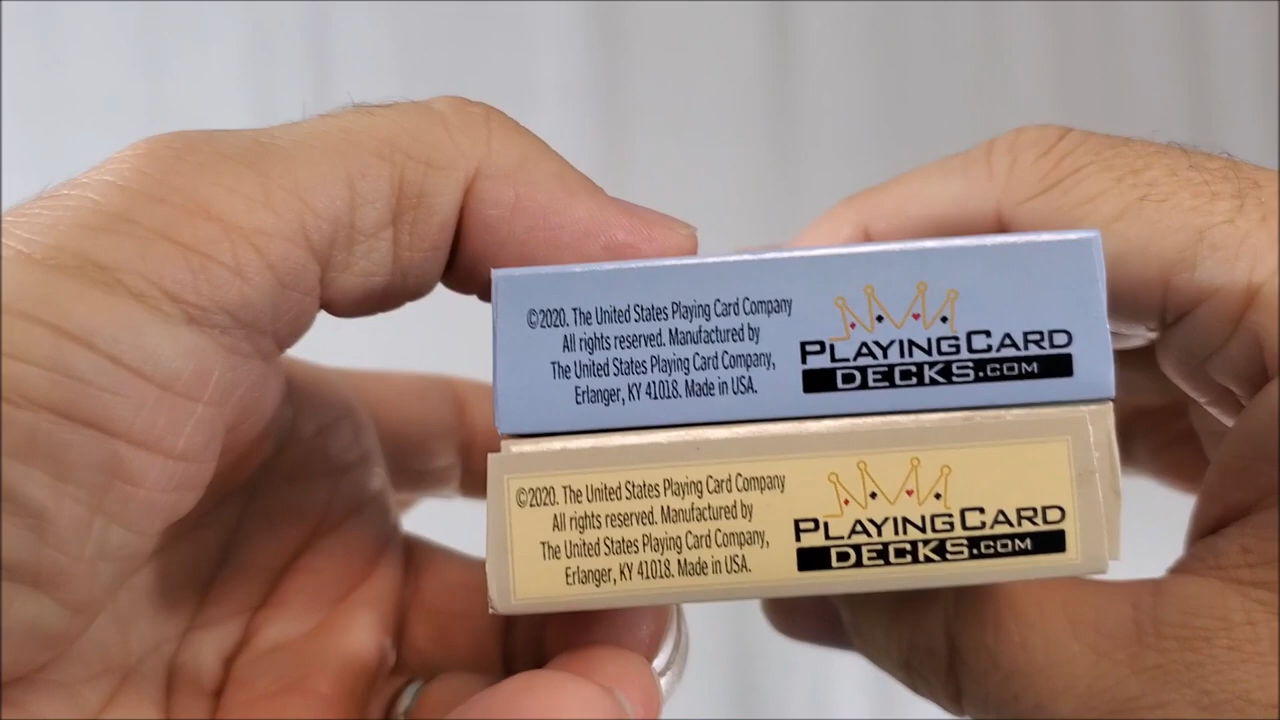 ©2020. The United States Playing Card Company
All rights reserved. Manufactured by
The United States Playing Card Company,
Erlanger, KY 41018. Made in USA.
PLAYINGCARD
DECKS.COM
©2020. The United States Playing Card Company
All rights reserved. Manufactured by
The United States Playing Card Company,
Erlanger, KY 41018. Made in USA.
PLAYINGCARD
DECKS.COM